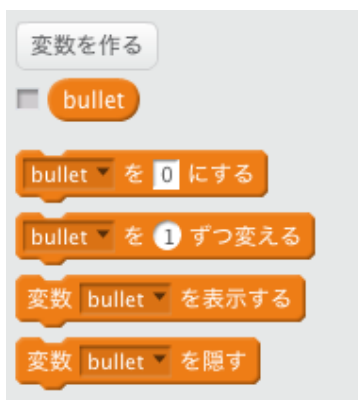 変数を作る
bullet
bullet を 0 にする
bullet を 1 ずつ変える
変数 bullet を表示する
変数 bullet を隠す